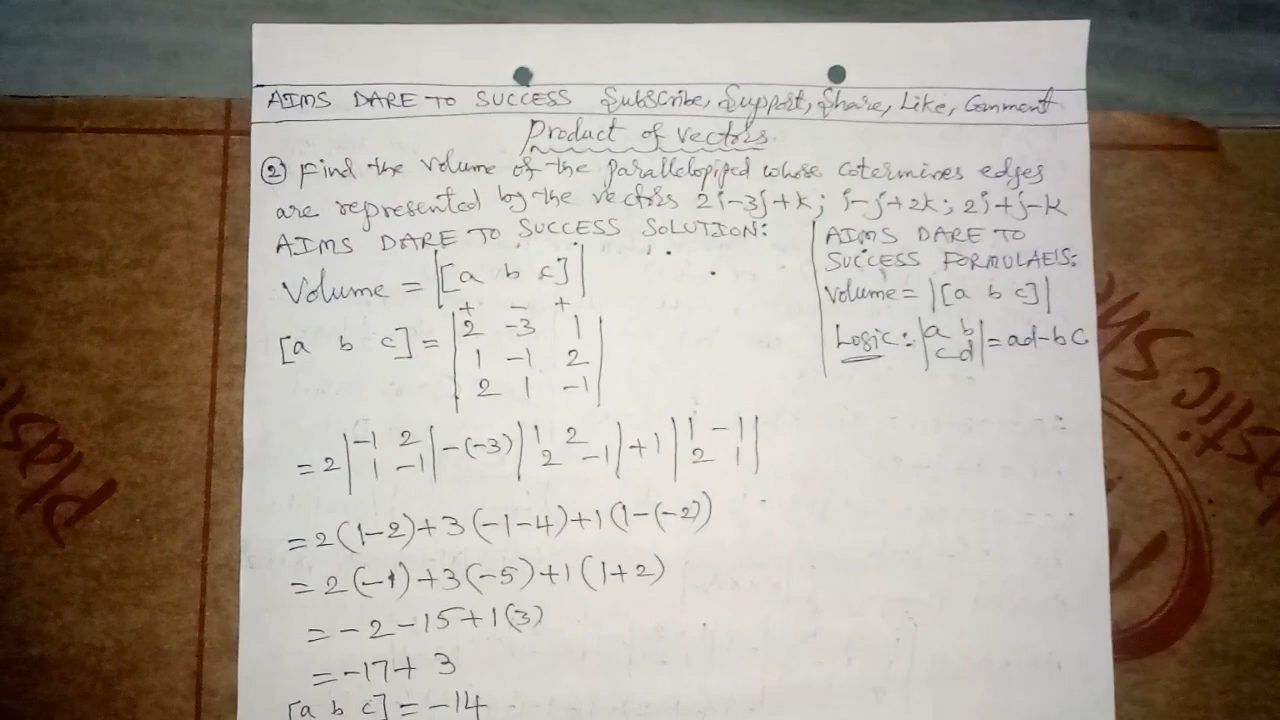 AIMS DARE TO SUCCESS Subscribe, Support, Share, Like, Comment
Product of vectors.
② Find the volume of the parallelopiped whose cotermines edges
are represented by the vectors 2i-3j+k; i-j+2k; 2i+j-k
AIMS DARE TO SUCCESS SOLUTION:
Volume = |[a b c]|
+ - +
[a b c] = | 2 -3 1 |
1 -1 2
2 1 -1
= 2 | -1 2 | -(-3) | 1 2 | +1 | 1 -1 |
1 -1 2 -1 2 1
= 2(1-2)+3(-1-4)+1(1-(-2))
= 2(-1)+3(-5)+1(1+2)
= -2-15+1(3)
= -17+3
[a b c] = -14
AIMS DARE TO
SUCCESS FORMULAEIS:
Volume = |[a b c]|
Logic: | a b | = ad-bc
c d
Plas
astic